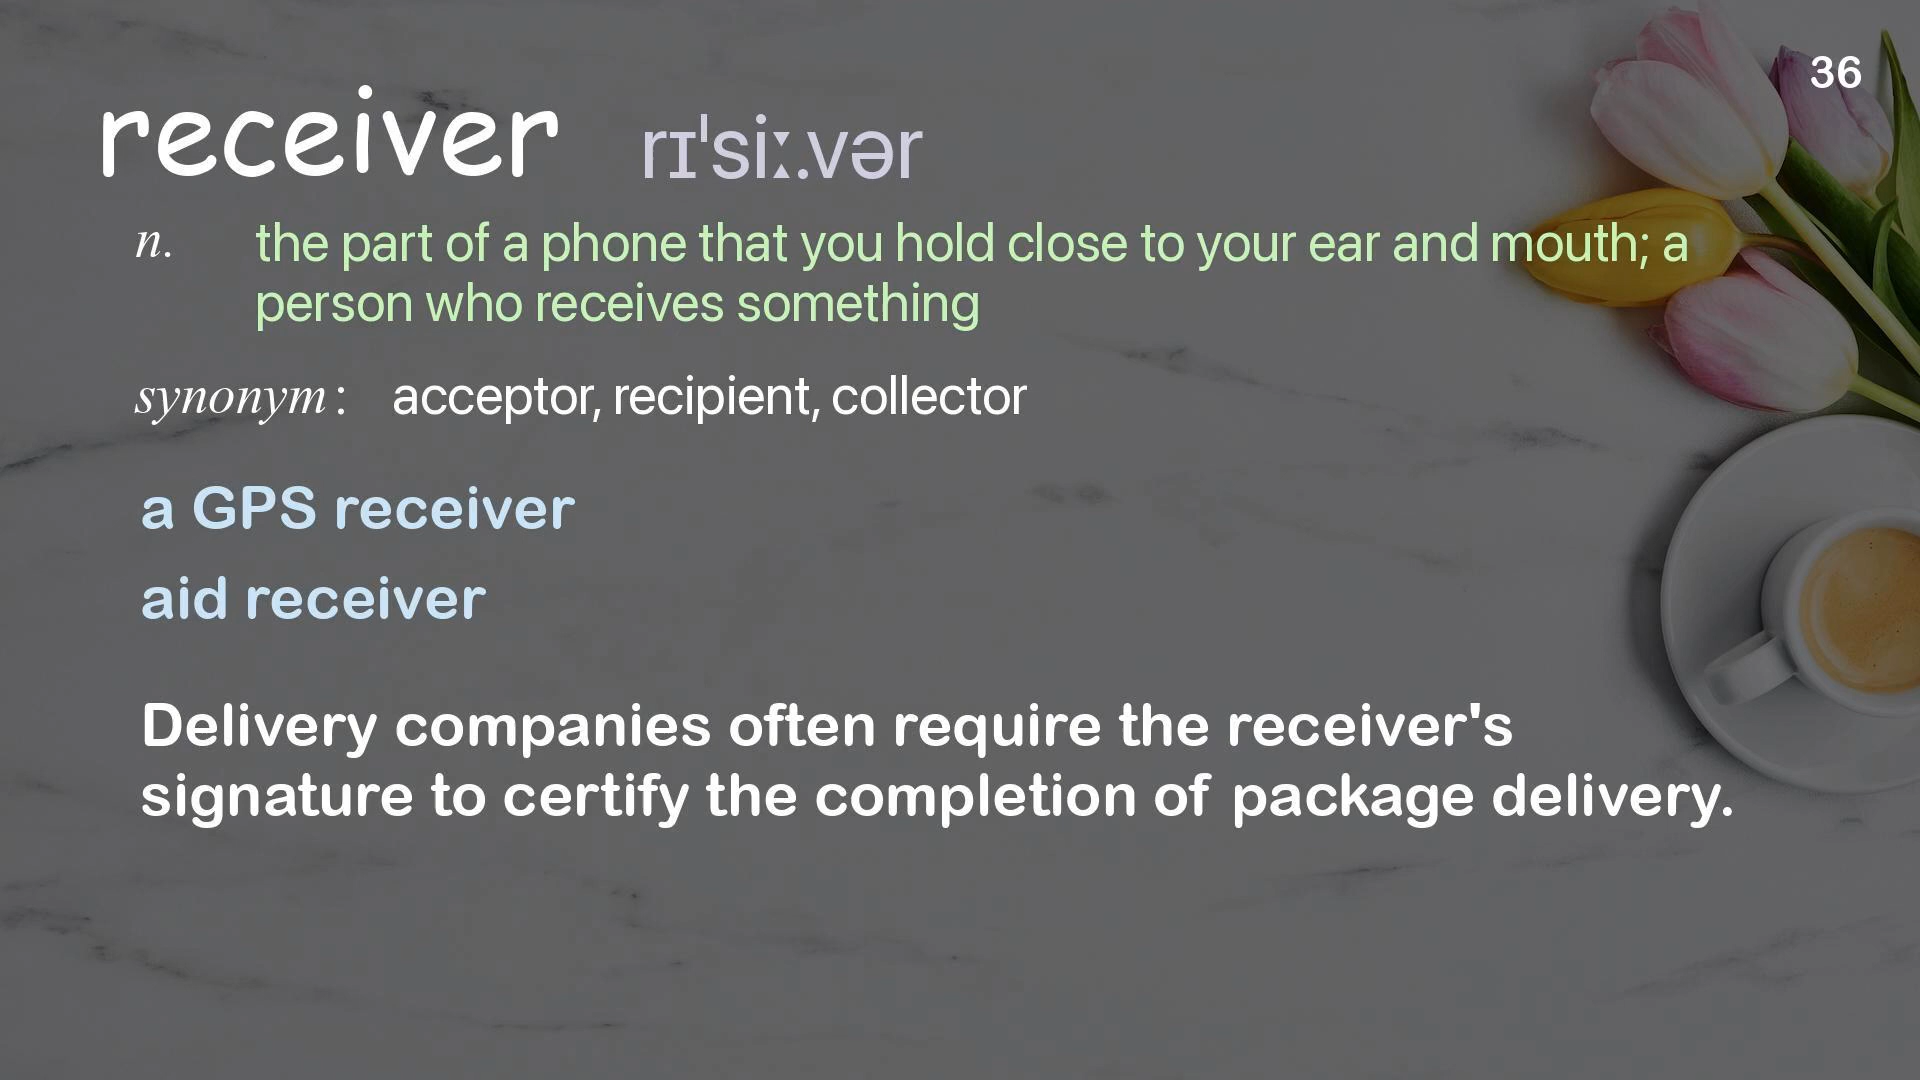 36
receiver rɪˈsiː.vər
n. the part of a phone that you hold close to your ear and mouth; a
person who receives something
synonym : acceptor, recipient, collector
a GPS receiver
aid receiver
Delivery companies often require the receiver's
signature to certify the completion of package delivery.